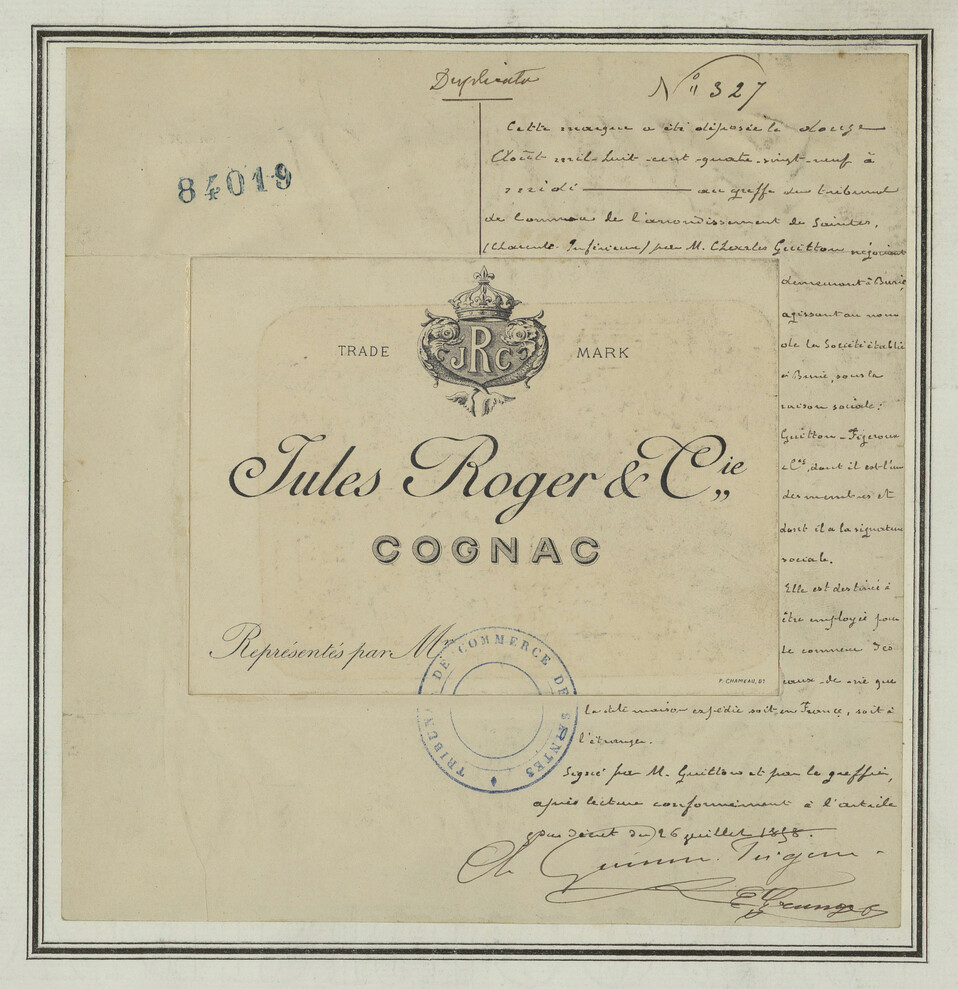 Duplicata
N° 327
84019
Cette marque a été déposée le douze
Août mil-huit-cent-quatre-vingt-neuf à
midi au greffe du tribunal
de Commerce de l'arrondissement de Saintes,
(Charente-Inférieure) par M. Charles Guitton négociant
demeurant à Burie,
agissant au nom
de la Société établie
à Burie, sous la
raison sociale:
Guitton-
& Cie, dont il est l'un
des membres et
dont il a la signature
sociale.
Elle est destinée à
être employée pour
le commerce des
eaux-de-vie que
la dite maison expédie soit en France, soit à
l'étranger.
Signé par M. Guitton et par le greffier,
après lecture conformément à l'article
du décret du 26 juillet 1858.
JRC
TRADE MARK
Jules Roger & Cie„
COGNAC
Représentés par Mr
F. CHAMEAU, Bx
TRIBUNAL DE COMMERCE DE SAINTES